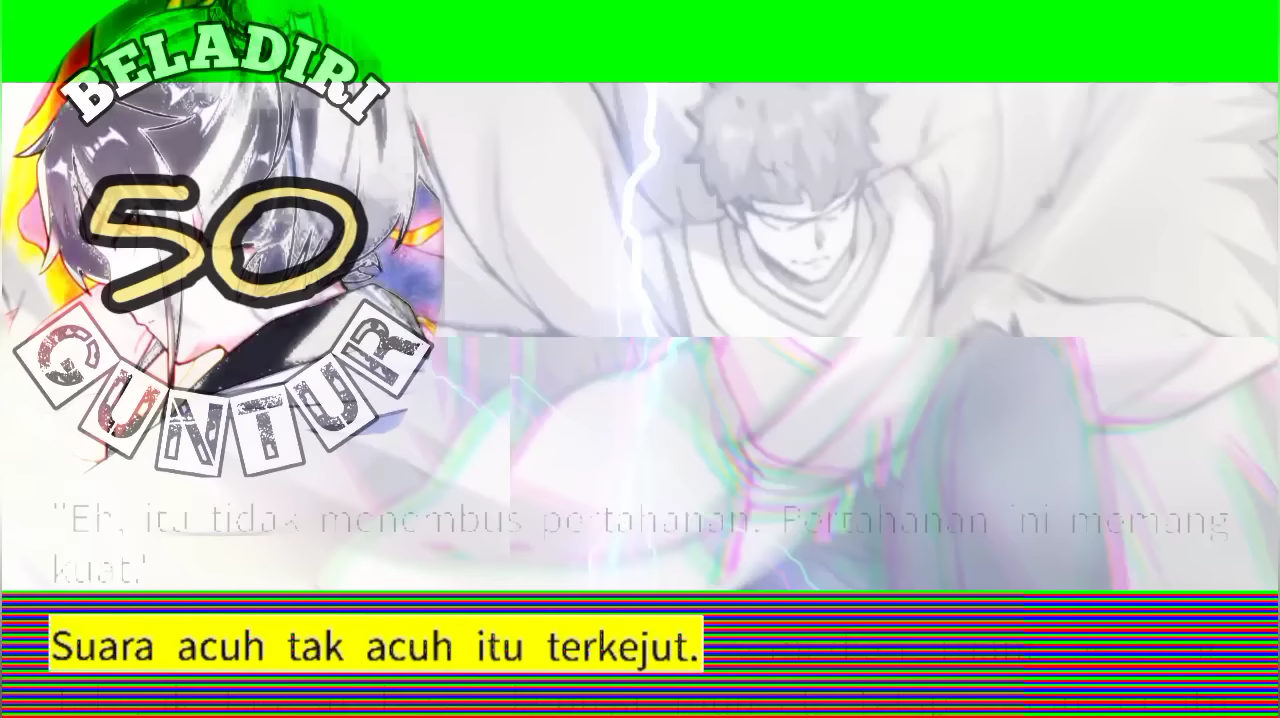 BELADIRI
50
GUNTUR
"Eh, itu tidak menembus pertahanan. Pertahanan ini memang
kuat."
Suara acuh tak acuh itu terkejut.